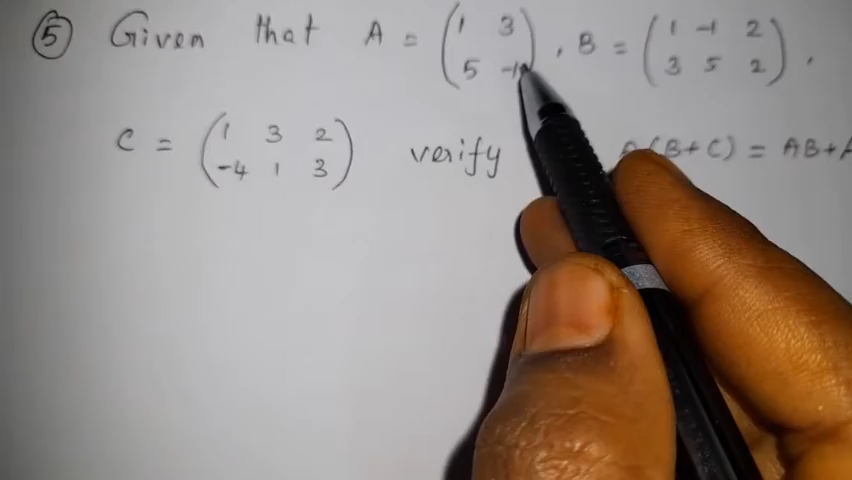 ⑤ Given that A = (1 3 , B = (1 -1 2) ,
5 -1 3 5 2
C = (1 3 2) verify (B+C) = AB+
-4 1 3